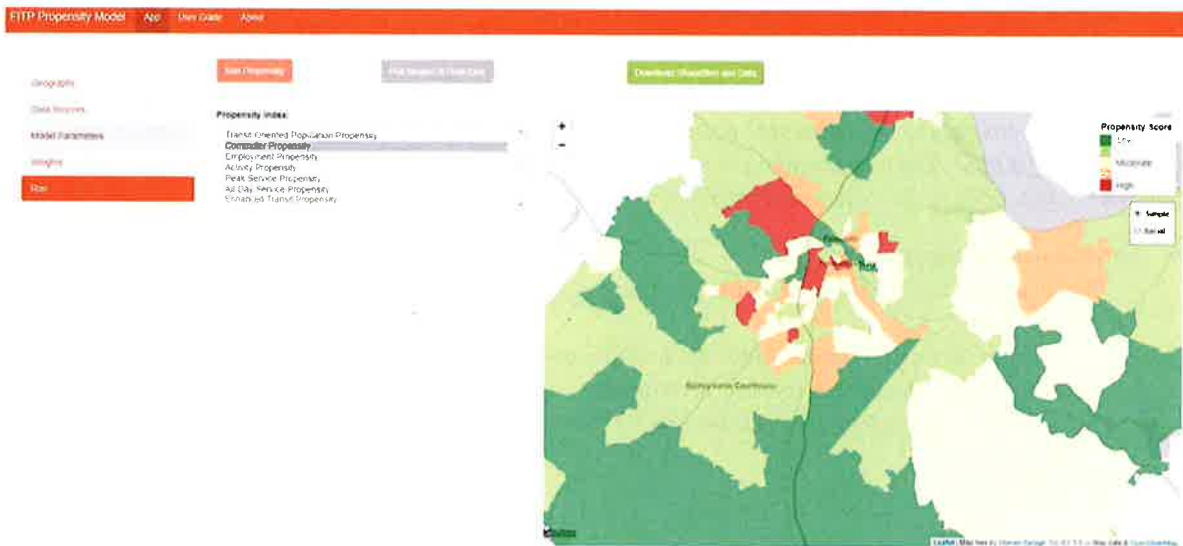 FITP Propensity Model App User Guide About
Geography
Data Sources
Model Parameters
Weights
Run
Run Propensity
Download Shapefiles and Data
Propensity Index:
Transit Oriented Population Propensity
Commuter Propensity
Employment Propensity
Activity Propensity
Peak Service Propensity
All Day Service Propensity
Enhanced Transit Propensity
+
-
Propensity Score
Low
Moderate
High
Sample
Spotsylvania Courthouse